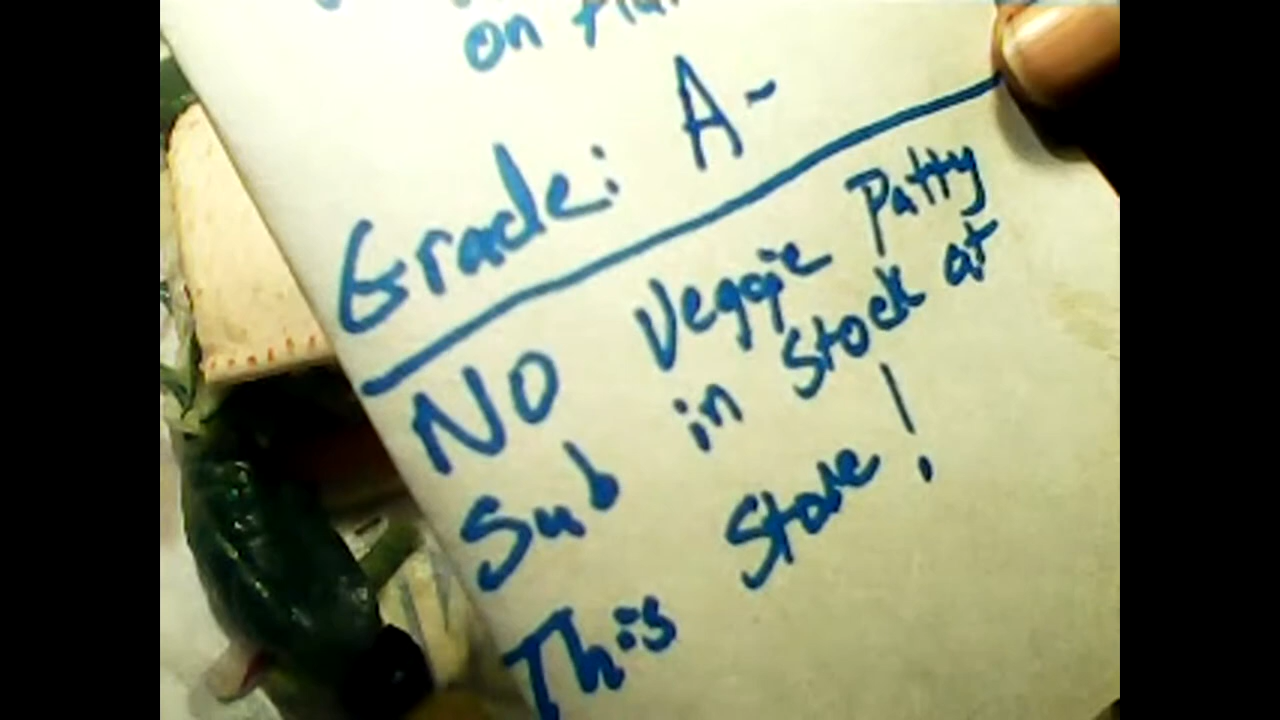 on
Grade: A-
No Veggie Patty
Sub in Stock at
This Store!